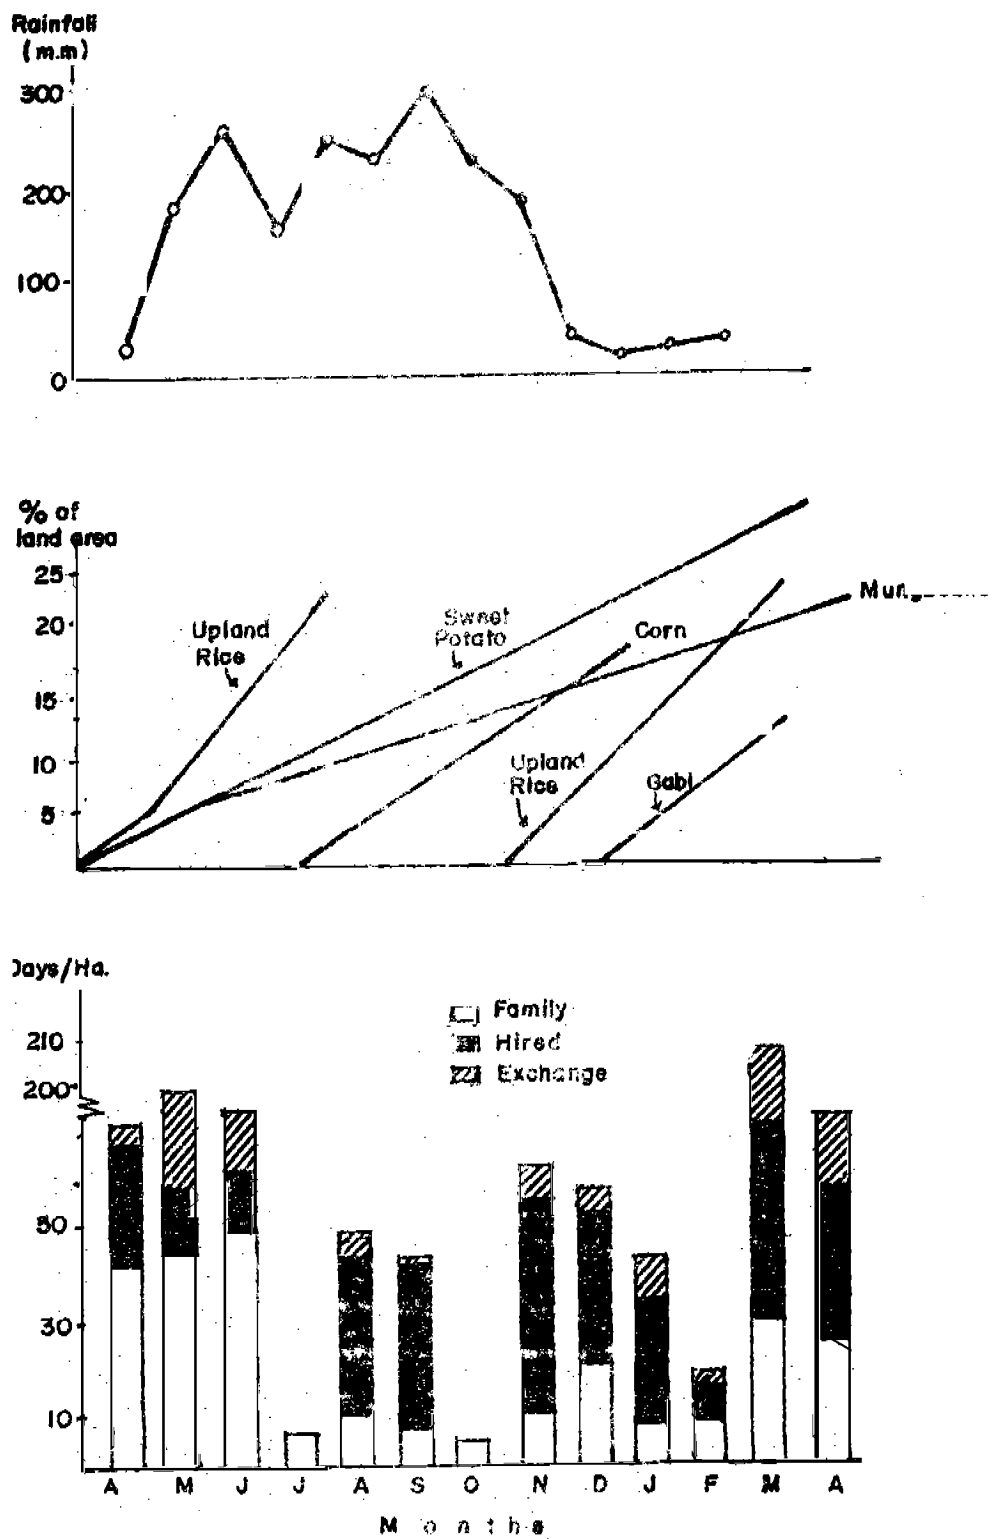 Rainfall
(m.m)
300
200
100
0
% of
land area
25
20
15
10
5
Upland
Rice
Sweet
Potato
Corn
Upland
Rice
Gabi
Days/Ha.
210
200
50
30
10
Family
Hired
Exchange
A M J J A S O N D J F M A
Months